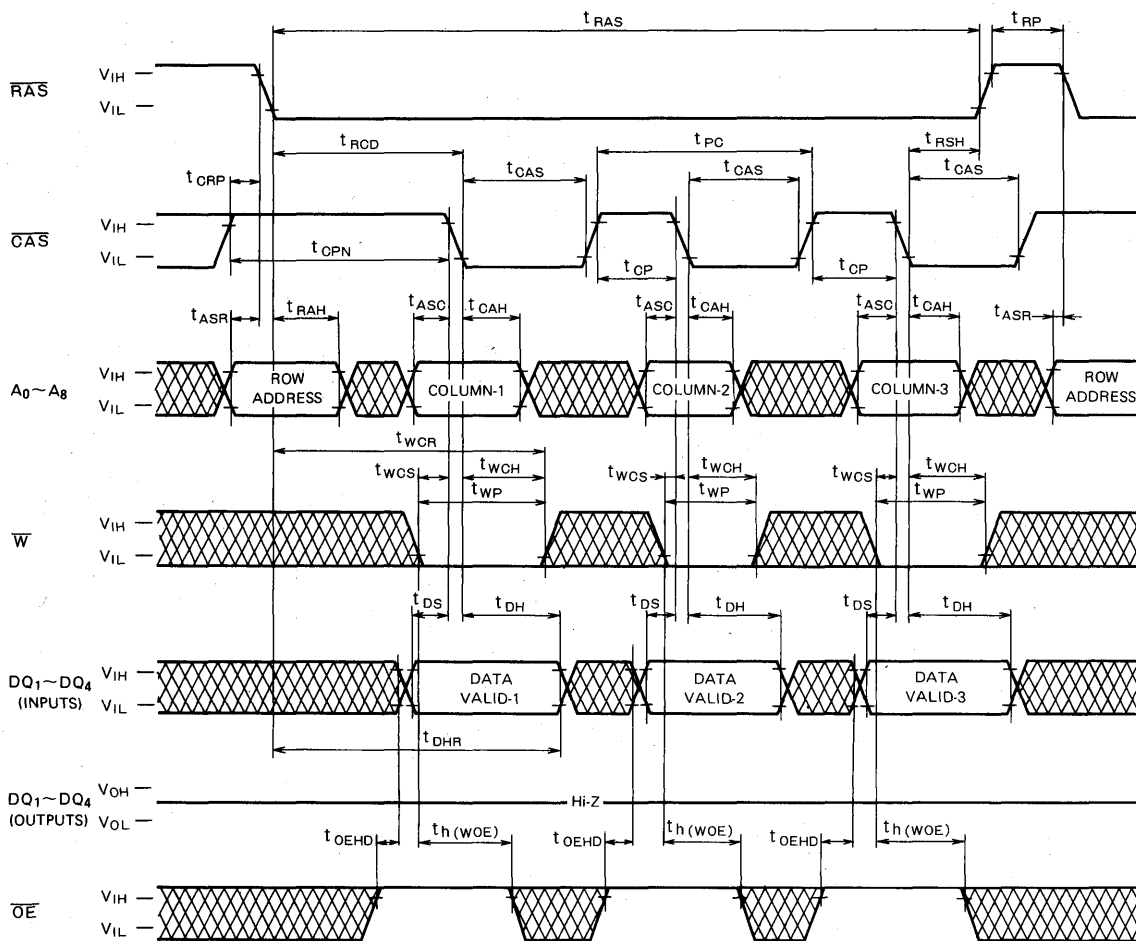 tRAS
tRP
RAS
VIH
VIL
tRCD
tPC
tRSH
tCRP
tCAS
tCAS
tCAS
CAS
VIH
VIL
tCPN
tCP
tCP
tASR
tRAH
tASC
tCAH
tASC
tCAH
tASC
tCAH
tASR
A0~A8
VIH
VIL
ROW ADDRESS
COLUMN-1
COLUMN-2
COLUMN-3
ROW ADDRESS
tWCR
tWCS
tWCH
tWCS
tWCH
tWCS
tWCH
tWP
tWP
tWP
W
VIH
VIL
tDS
tDH
tDS
tDH
tDS
tDH
DQ1~DQ4
(INPUTS)
VIH
VIL
DATA VALID-1
DATA VALID-2
DATA VALID-3
tDHR
DQ1~DQ4
(OUTPUTS)
VOH
VOL
Hi-Z
tOEHD
th(WOE)
tOEHD
th(WOE)
tOEHD
th(WOE)
OE
VIH
VIL